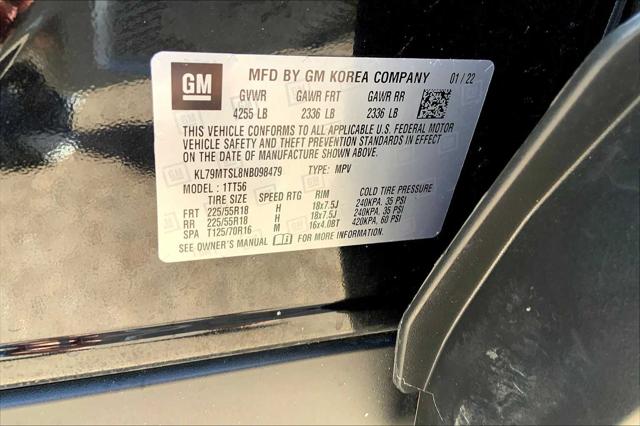 GM MFD BY GM KOREA COMPANY 01/22
GVWR GAWR FRT GAWR RR
4255 LB 2336 LB 2336 LB
THIS VEHICLE CONFORMS TO ALL APPLICABLE U.S. FEDERAL MOTOR
VEHICLE SAFETY AND THEFT PREVENTION STANDARDS IN EFFECT
ON THE DATE OF MANUFACTURE SHOWN ABOVE.
KL79MTSL8NB098479 TYPE: MPV
MODEL: 1TT56
TIRE SIZE SPEED RTG RIM COLD TIRE PRESSURE
FRT 225/55R18 H 18x7.5J 240KPA, 35 PSI
RR 225/55R18 H 18x7.5J 240KPA, 35 PSI
SPA T125/70R16 M 16x4.0BT 420KPA, 60 PSI
SEE OWNER'S MANUAL FOR MORE INFORMATION.